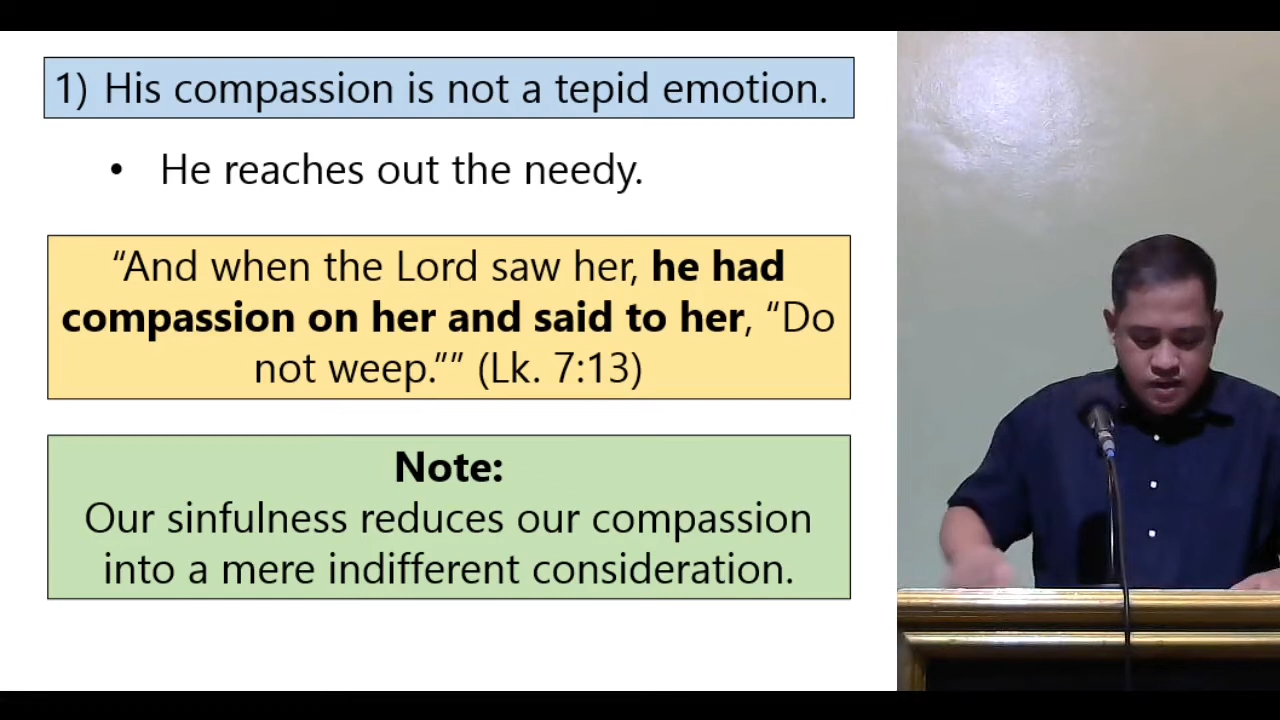 1) His compassion is not a tepid emotion.
• He reaches out the needy.
“And when the Lord saw her, he had
compassion on her and said to her, “Do
not weep.”” (Lk. 7:13)
Note:
Our sinfulness reduces our compassion
into a mere indifferent consideration.